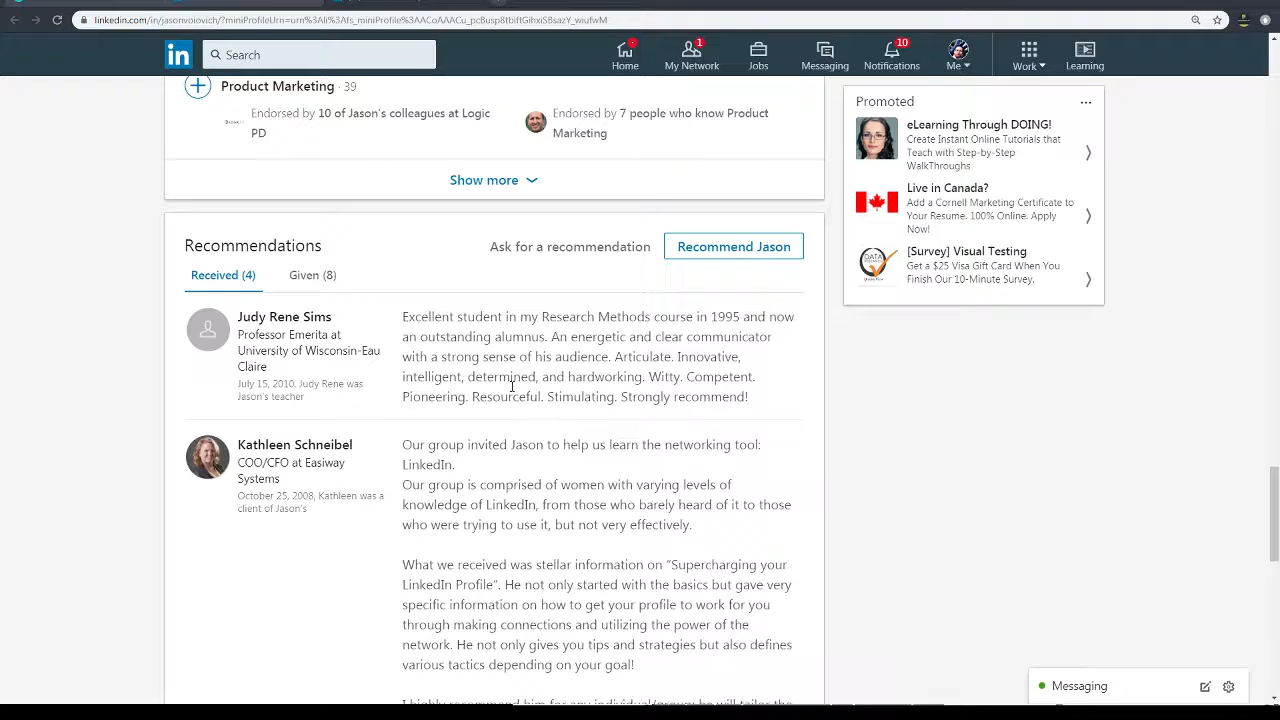 linkedin.com/in/jasonvoiovich/?miniProfileUrn=urn%3Ali%3Afs_miniProfile%3AACoAAACu_pcBusp8tbiftGihxiSBsazY_wiufwM
in
Search
Home
1
My Network
Jobs
Messaging
10
Notifications
Me
Work
Learning
Product Marketing · 39
Endorsed by 10 of Jason's colleagues at Logic
PD
Endorsed by 7 people who know Product
Marketing
Show more
Recommendations
Ask for a recommendation
Recommend Jason
Received (4)
Given (8)
Judy Rene Sims
Professor Emerita at
University of Wisconsin-Eau
Claire
July 15, 2010, Judy Rene was
Jason's teacher
Excellent student in my Research Methods course in 1995 and now
an outstanding alumnus. An energetic and clear communicator
with a strong sense of his audience. Articulate. Innovative,
intelligent, determined, and hardworking. Witty. Competent.
Pioneering. Resourceful. Stimulating. Strongly recommend!
Kathleen Schneibel
COO/CFO at Easiway
Systems
October 25, 2008, Kathleen was a
client of Jason's
Our group invited Jason to help us learn the networking tool:
LinkedIn.
Our group is comprised of women with varying levels of
knowledge of LinkedIn, from those who barely heard of it to those
who were trying to use it, but not very effectively.
What we received was stellar information on "Supercharging your
LinkedIn Profile". He not only started with the basics but gave very
specific information on how to get your profile to work for you
through making connections and utilizing the power of the
network. He not only gives you tips and strategies but also defines
various tactics depending on your goal!
I highly recommend him for any individual/group; he will tailor the
Promoted
eLearning Through DOING!
Create Instant Online Tutorials that
Teach with Step-by-Step
WalkThroughs
Live in Canada?
Add a Cornell Marketing Certificate to
Your Resume. 100% Online. Apply
Now!
DATA
[Survey] Visual Testing
Get a $25 Visa Gift Card When You
Finish Our 10-Minute Survey.
Messaging